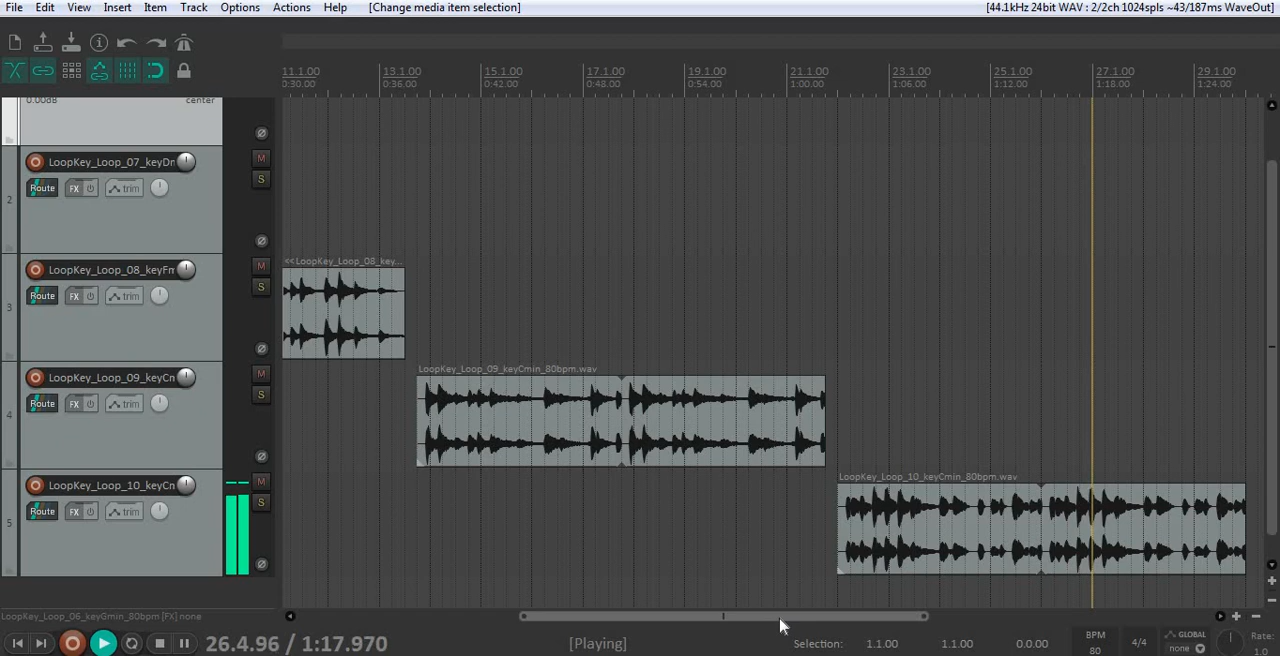 File Edit View Insert Item Track Options Actions Help [Change media item selection] [44.1kHz 24bit WAV : 2/2ch 1024spls ~43/187ms WaveOut]
11.1.00 13.1.00 15.1.00 17.1.00 19.1.00 21.1.00 23.1.00 25.1.00 27.1.00 29.1.00
0:30.00 0:36.00 0:42.00 0:48.00 0:54.00 1:00.00 1:06.00 1:12.00 1:18.00 1:24.00
0.00dB center
2 LoopKey_Loop_07_keyDn M
Route FX trim S
<<LoopKey_Loop_08_key...
3 LoopKey_Loop_08_keyFm M
Route FX trim S
LoopKey_Loop_09_keyCmin_80bpm.wav
4 LoopKey_Loop_09_keyCn M
Route FX trim S
LoopKey_Loop_10_keyCmin_80bpm.wav
5 LoopKey_Loop_10_keyCn M
Route FX trim S
LoopKey_Loop_06_keyGmin_80bpm [FX] none
26.4.96 / 1:17.970 [Playing] Selection: 1.1.00 1.1.00 0.0.00 BPM 80 4/4 GLOBAL none Rate: 1.0